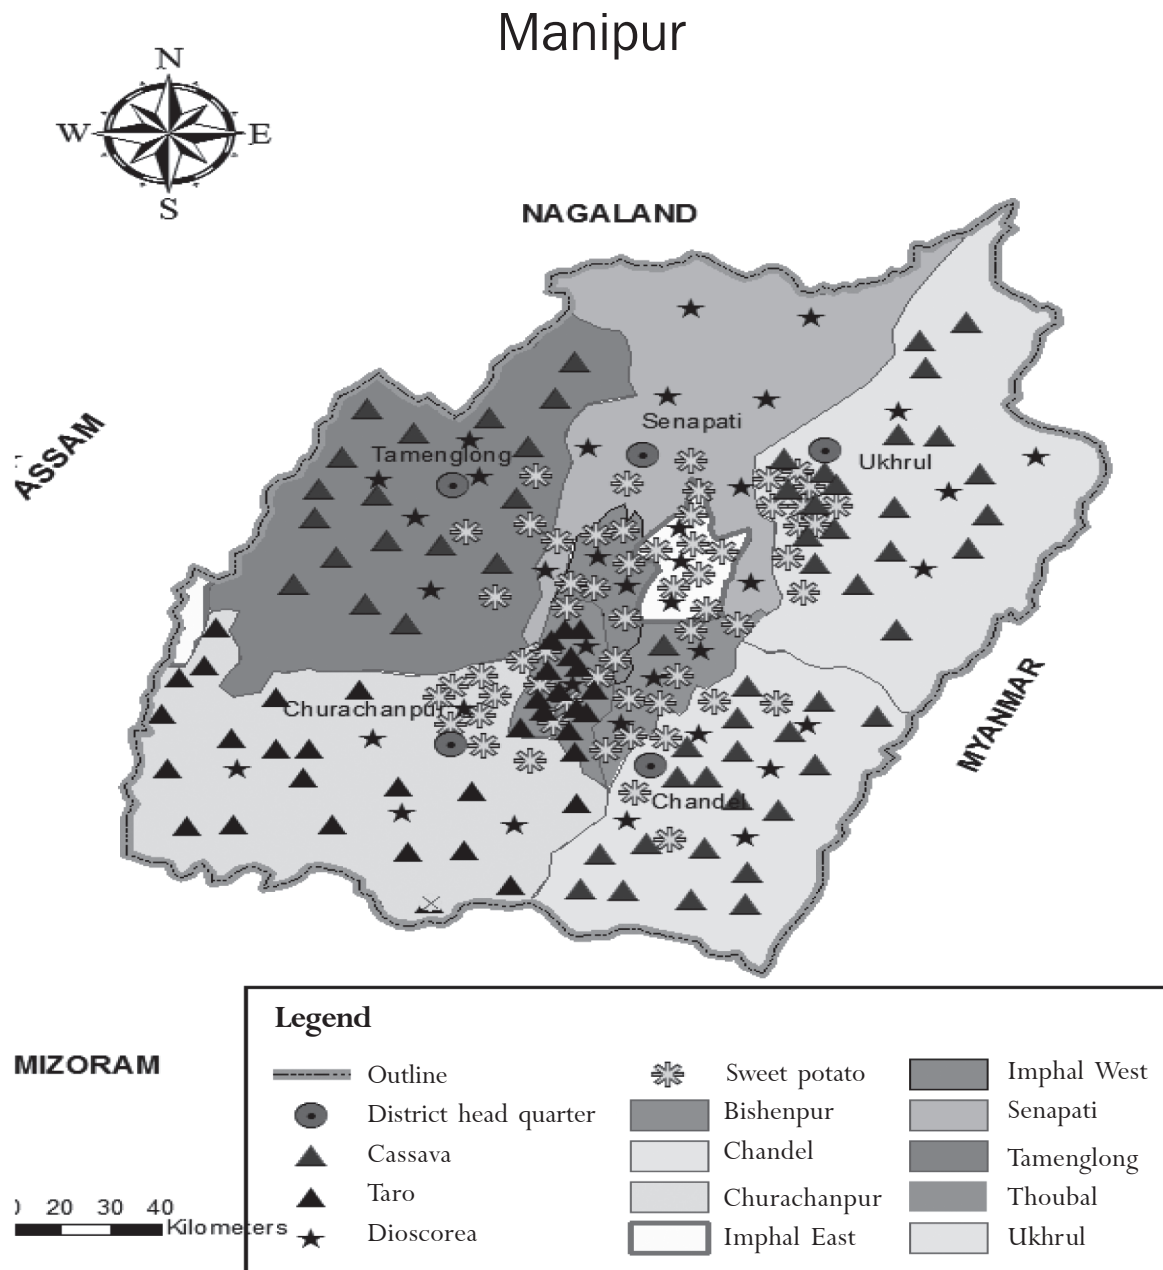 Manipur
N
W E
S
NAGALAND
ASSAM
Senapati
Tamenglong
Ukhrul
Churachanpur
MYANMAR
Chandel
MIZORAM
20 30 40
Kilometers
Legend
Outline
District head quarter
Cassava
Taro
Dioscorea
Sweet potato
Bishenpur
Chandel
Churachanpur
Imphal East
Imphal West
Senapati
Tamenglong
Thoubal
Ukhrul